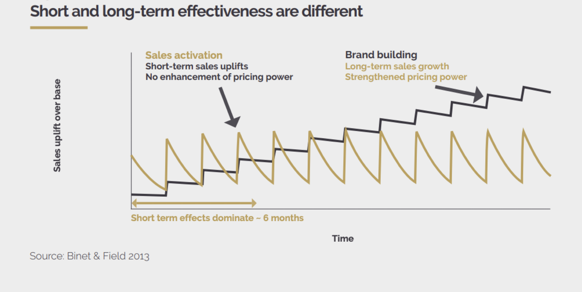 Short and long-term effectiveness are different
Sales activation
Short-term sales uplifts
No enhancement of pricing power
Brand building
Long-term sales growth
Strengthened pricing power
Sales uplift over base
Short term effects dominate – 6 months
Time
Source: Binet & Field 2013